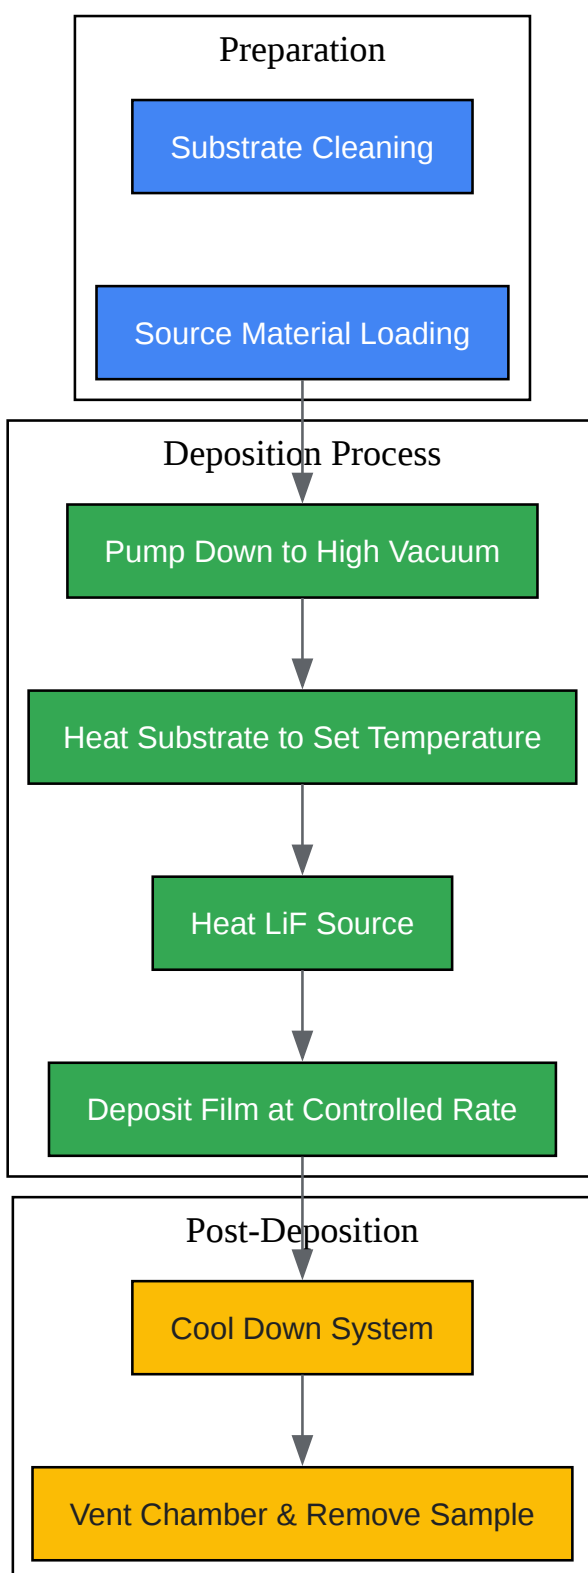 Preparation
Substrate Cleaning
Source Material Loading
Deposition Process
Pump Down to High Vacuum
Heat Substrate to Set Temperature
Heat LiF Source
Deposit Film at Controlled Rate
Post-Deposition
Cool Down System
Vent Chamber & Remove Sample